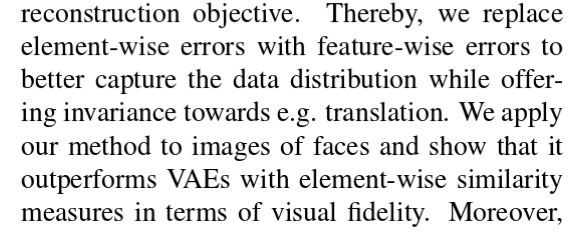 reconstruction objective. Thereby, we replace
element-wise errors with feature-wise errors to
better capture the data distribution while offer-
ing invariance towards e.g. translation. We apply
our method to images of faces and show that it
outperforms VAEs with element-wise similarity
measures in terms of visual fidelity. Moreover,